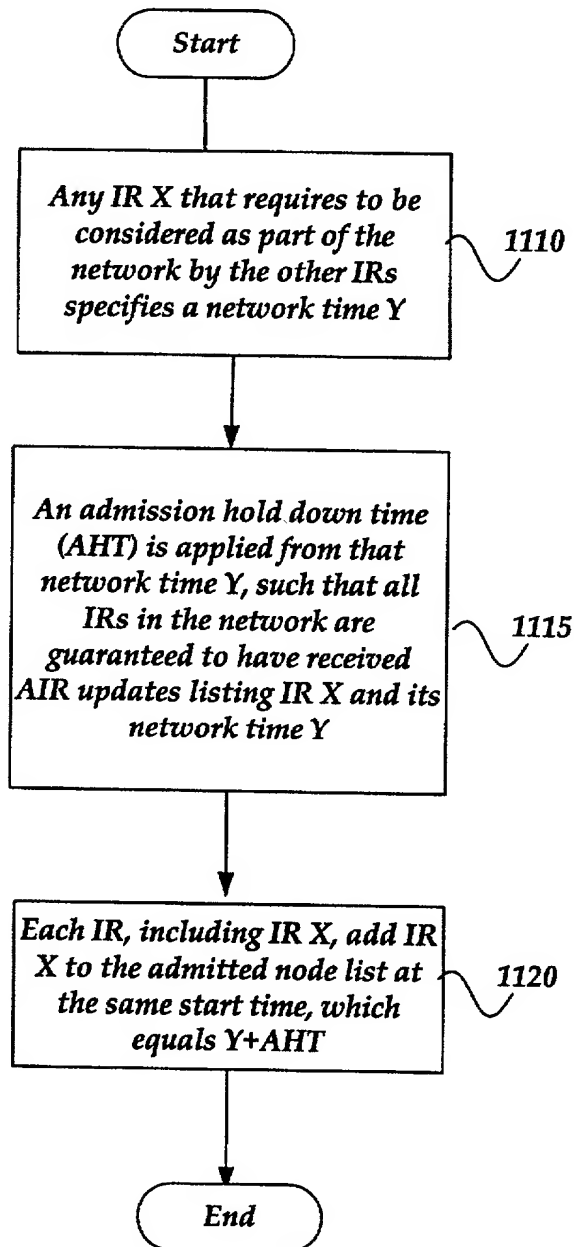 Start
Any IR X that requires to be
considered as part of the
network by the other IRs
specifies a network time Y
1110
An admission hold down time
(AHT) is applied from that
network time Y, such that all
IRs in the network are
guaranteed to have received
AIR updates listing IR X and its
network time Y
1115
Each IR, including IR X, add IR
X to the admitted node list at
the same start time, which
equals Y+AHT
1120
End